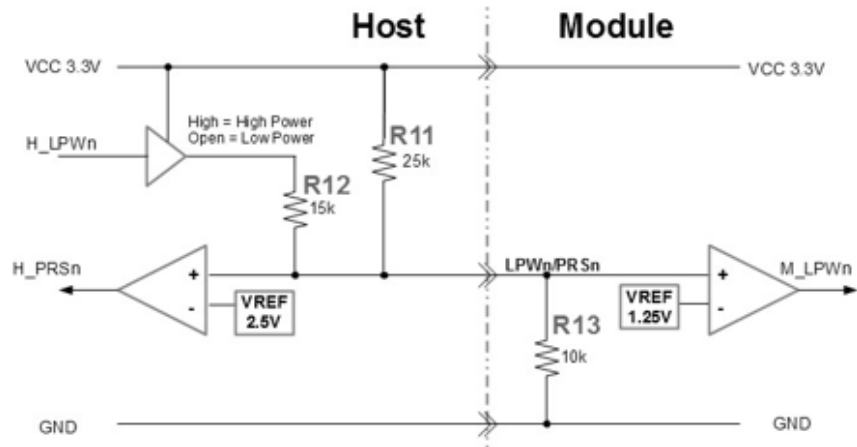 Host
Module
VCC 3.3V
VCC 3.3V
High = High Power
Open = Low Power
H_LPWn
R11
25k
R12
15k
H_PRSn
+
-
VREF
2.5V
LPWn/PRSn
+
-
VREF
1.25V
M_LPWn
R13
10k
GND
GND